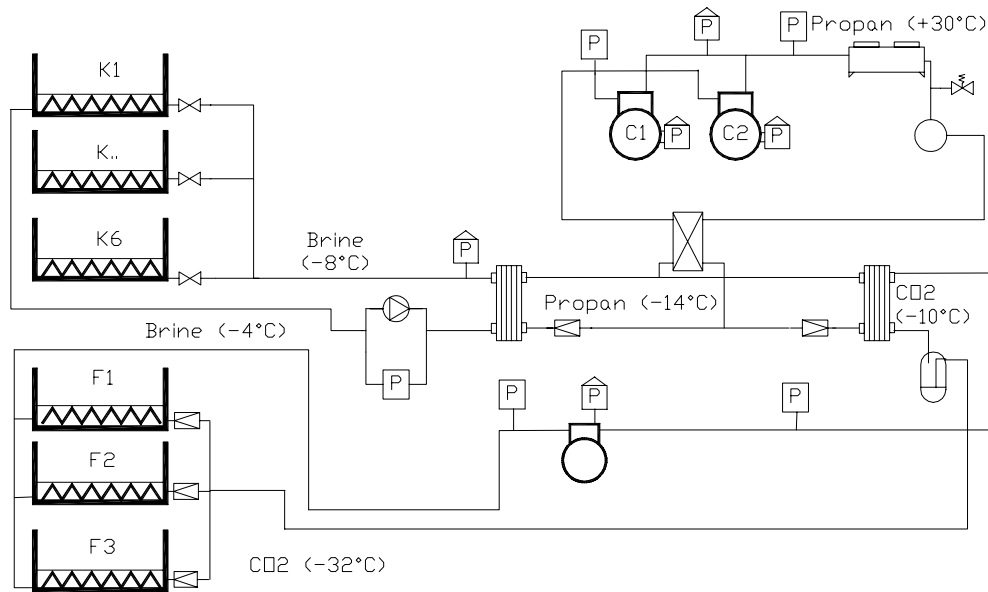 P
P
P
Propan (+30°C)
K1
C1
P
C2
P
K..
K6
Brine
(-8°C)
P
Propan (-14°C)
CO2
(-10°C)
Brine (-4°C)
P
F1
P
P
P
F2
F3
CO2 (-32°C)